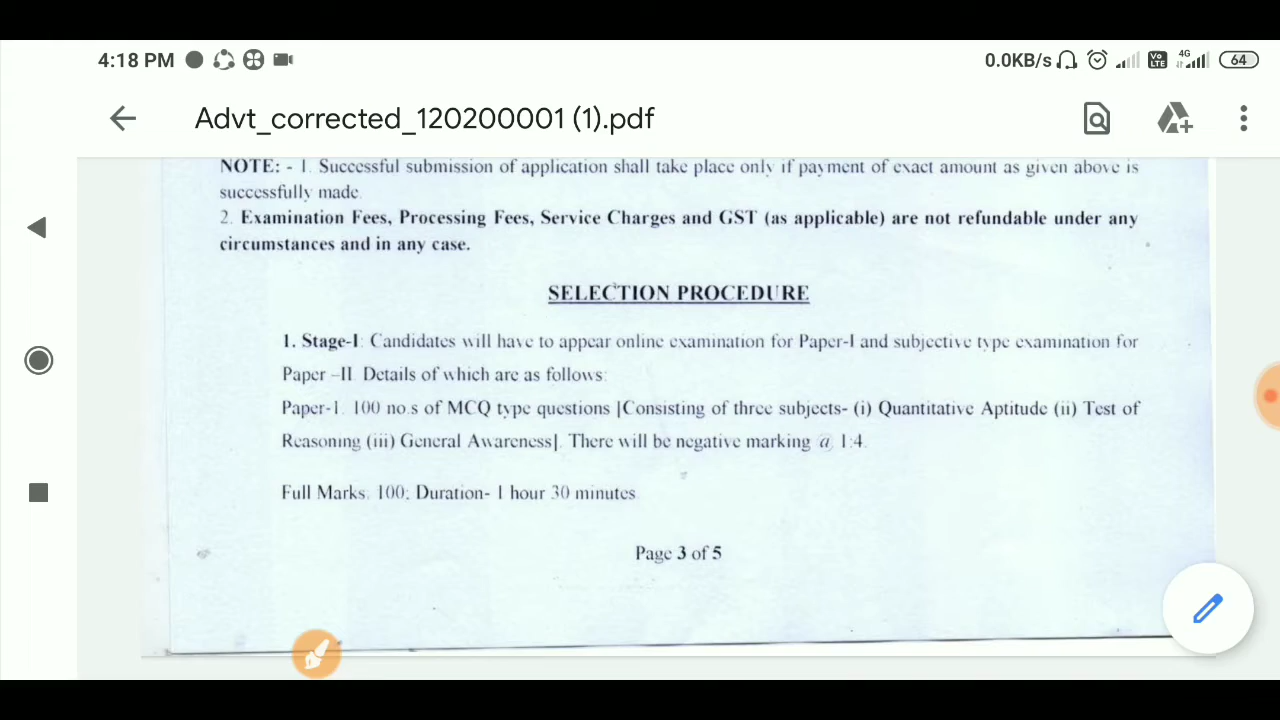 4:18 PM
0.0KB/s
Vo LTE
4G
64
Advt_corrected_120200001 (1).pdf
NOTE: - 1. Successful submission of application shall take place only if payment of exact amount as given above is
successfully made.
2. Examination Fees, Processing Fees, Service Charges and GST (as applicable) are not refundable under any
circumstances and in any case.
SELECTION PROCEDURE
1. Stage-I: Candidates will have to appear online examination for Paper-I and subjective type examination for
Paper –II. Details of which are as follows:
Paper-1. 100 no.s of MCQ type questions [Consisting of three subjects- (i) Quantitative Aptitude (ii) Test of
Reasoning (iii) General Awareness]. There will be negative marking @ 1:4.
Full Marks: 100; Duration- 1 hour 30 minutes
Page 3 of 5